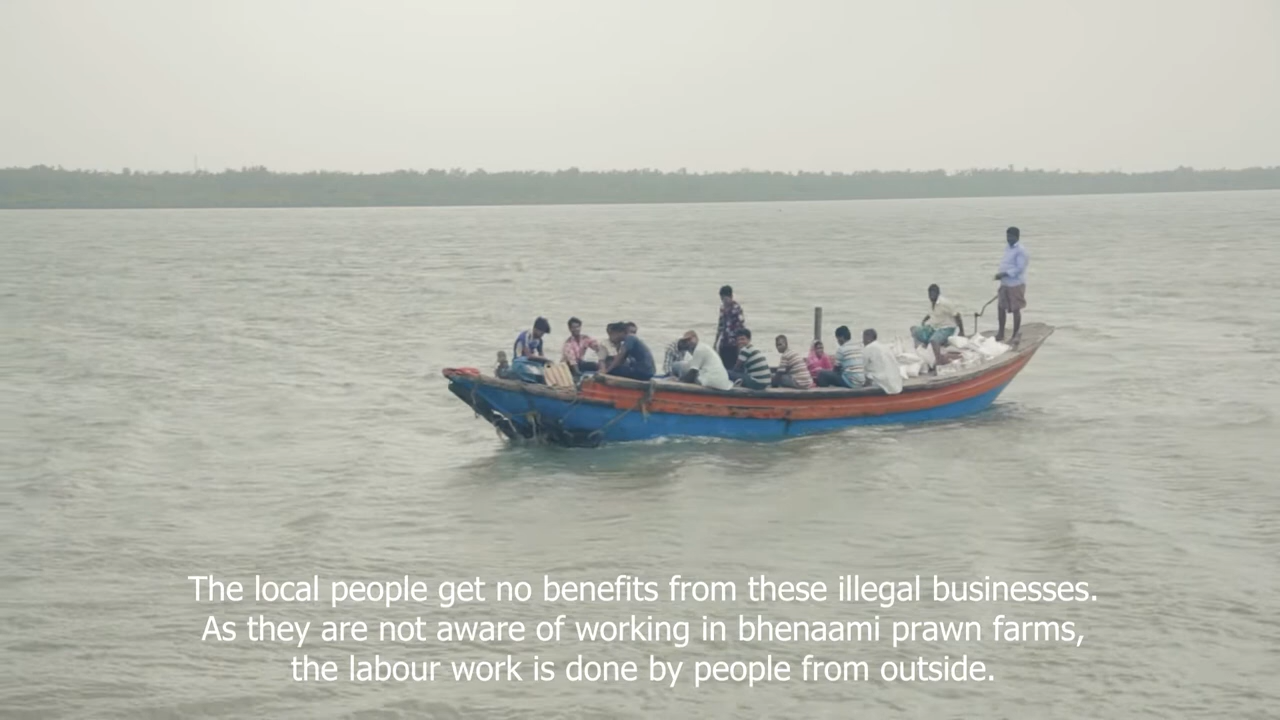 The local people get no benefits from these illegal businesses.
As they are not aware of working in bhenaami prawn farms,
the labour work is done by people from outside.